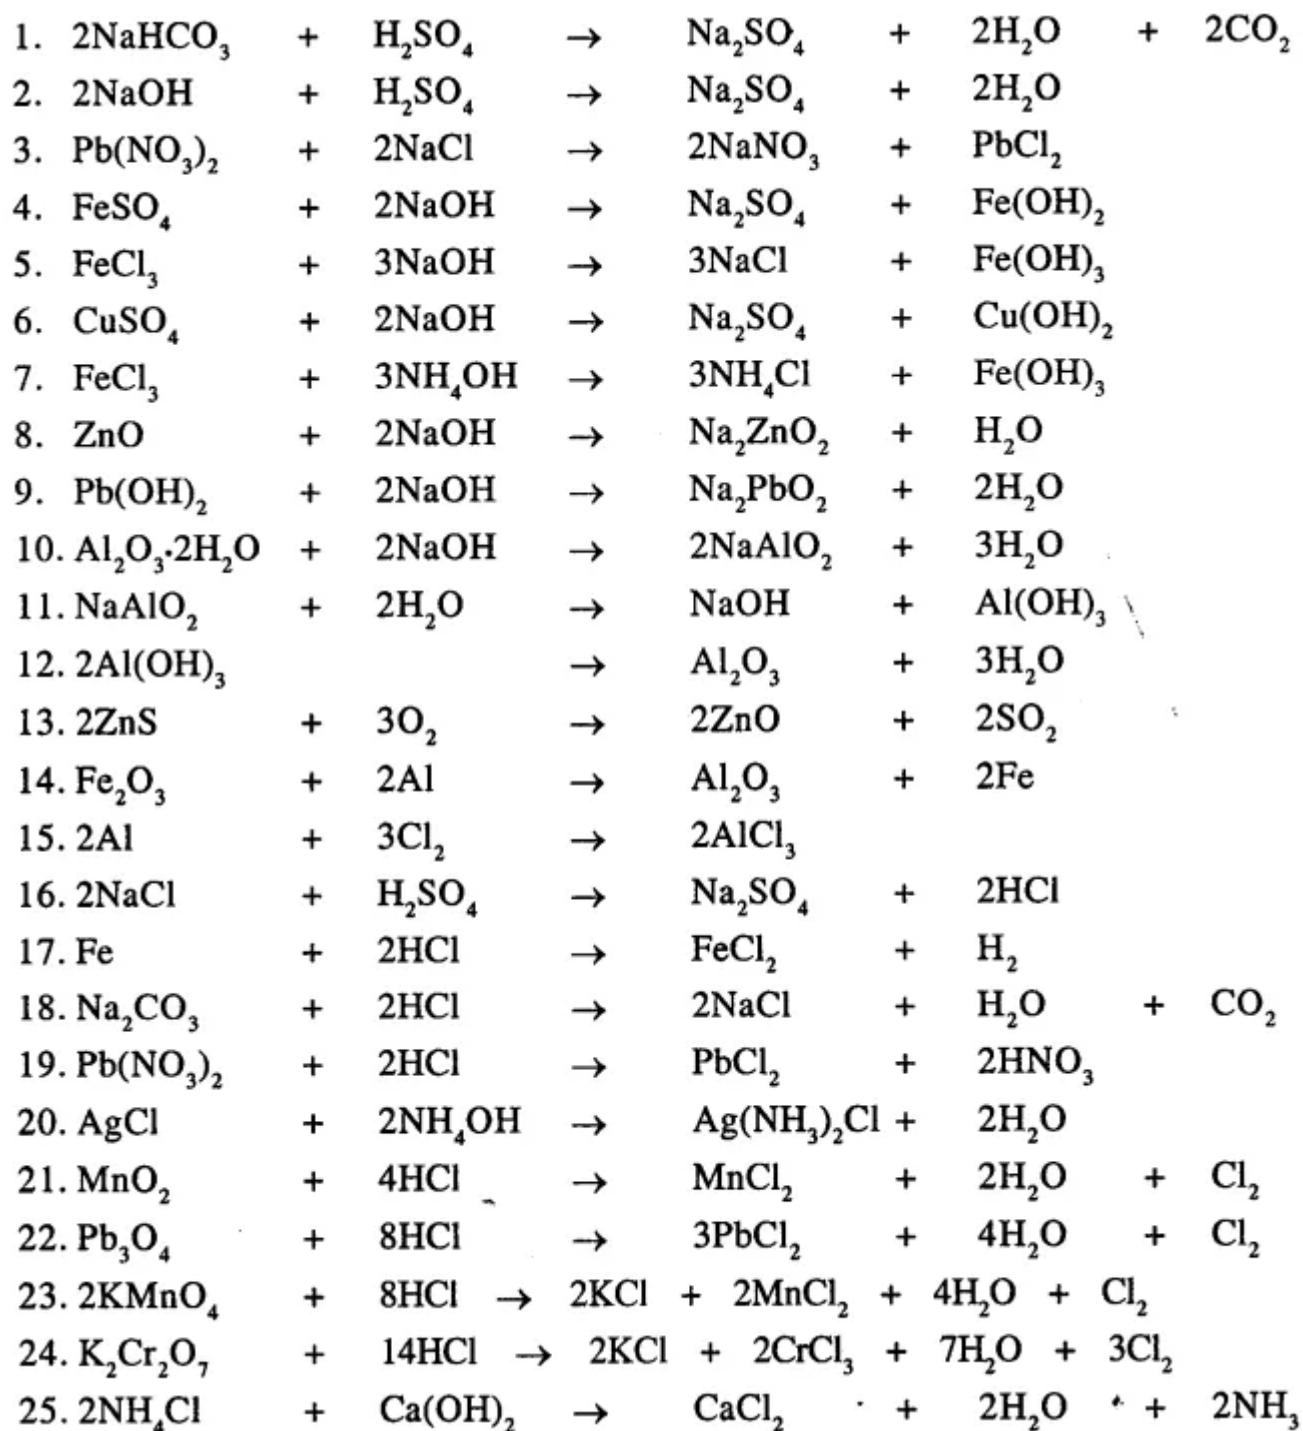 1. 2NaHCO₃ + H₂SO₄ → Na₂SO₄ + 2H₂O + 2CO₂
2. 2NaOH + H₂SO₄ → Na₂SO₄ + 2H₂O
3. Pb(NO₃)₂ + 2NaCl → 2NaNO₃ + PbCl₂
4. FeSO₄ + 2NaOH → Na₂SO₄ + Fe(OH)₂
5. FeCl₃ + 3NaOH → 3NaCl + Fe(OH)₃
6. CuSO₄ + 2NaOH → Na₂SO₄ + Cu(OH)₂
7. FeCl₃ + 3NH₄OH → 3NH₄Cl + Fe(OH)₃
8. ZnO + 2NaOH → Na₂ZnO₂ + H₂O
9. Pb(OH)₂ + 2NaOH → Na₂PbO₂ + 2H₂O
10. Al₂O₃·2H₂O + 2NaOH → 2NaAlO₂ + 3H₂O
11. NaAlO₂ + 2H₂O → NaOH + Al(OH)₃
12. 2Al(OH)₃ → Al₂O₃ + 3H₂O
13. 2ZnS + 3O₂ → 2ZnO + 2SO₂
14. Fe₂O₃ + 2Al → Al₂O₃ + 2Fe
15. 2Al + 3Cl₂ → 2AlCl₃
16. 2NaCl + H₂SO₄ → Na₂SO₄ + 2HCl
17. Fe + 2HCl → FeCl₂ + H₂
18. Na₂CO₃ + 2HCl → 2NaCl + H₂O + CO₂
19. Pb(NO₃)₂ + 2HCl → PbCl₂ + 2HNO₃
20. AgCl + 2NH₄OH → Ag(NH₃)₂Cl + 2H₂O
21. MnO₂ + 4HCl → MnCl₂ + 2H₂O + Cl₂
22. Pb₃O₄ + 8HCl → 3PbCl₂ + 4H₂O + Cl₂
23. 2KMnO₄ + 8HCl → 2KCl + 2MnCl₂ + 4H₂O + Cl₂
24. K₂Cr₂O₇ + 14HCl → 2KCl + 2CrCl₃ + 7H₂O + 3Cl₂
25. 2NH₄Cl + Ca(OH)₂ → CaCl₂ + 2H₂O + 2NH₃